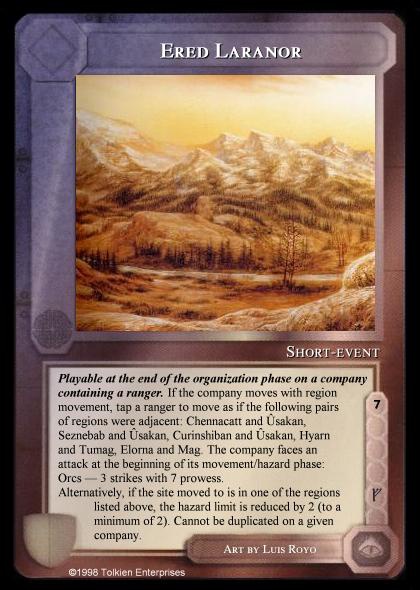 Ered Laranor
Short-event
Playable at the end of the organization phase on a company
containing a ranger. If the company moves with region
movement, tap a ranger to move as if the following pairs
of regions were adjacent: Chennacatt and Ûsakan,
Seznebab and Ûsakan, Curinshiban and Ûsakan, Hyarn
and Tumag, Elorna and Mag. The company faces an
attack at the beginning of its movement/hazard phase:
Orcs — 3 strikes with 7 prowess.
Alternatively, if the site moved to is in one of the regions
listed above, the hazard limit is reduced by 2 (to a
minimum of 2). Cannot be duplicated on a given
company.
7
ᚠ
Art by Luis Royo
©1998 Tolkien Enterprises